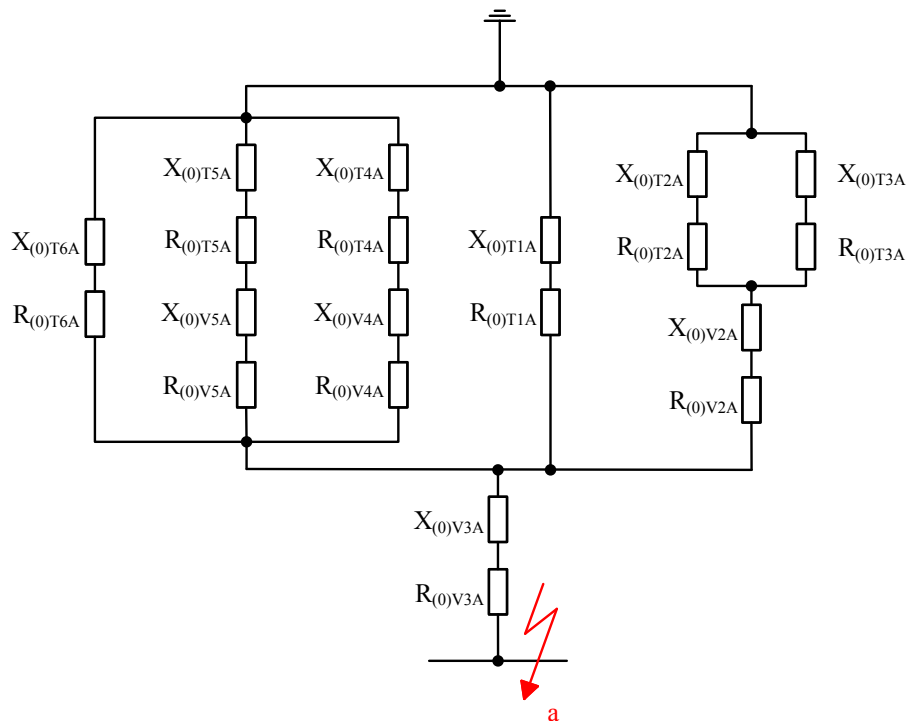 X(0)T5A
X(0)T4A
X(0)T2A
X(0)T3A
X(0)T6A
R(0)T5A
R(0)T4A
X(0)T1A
R(0)T2A
R(0)T3A
R(0)T6A
X(0)V5A
X(0)V4A
R(0)T1A
X(0)V2A
R(0)V5A
R(0)V4A
R(0)V2A
X(0)V3A
R(0)V3A
a